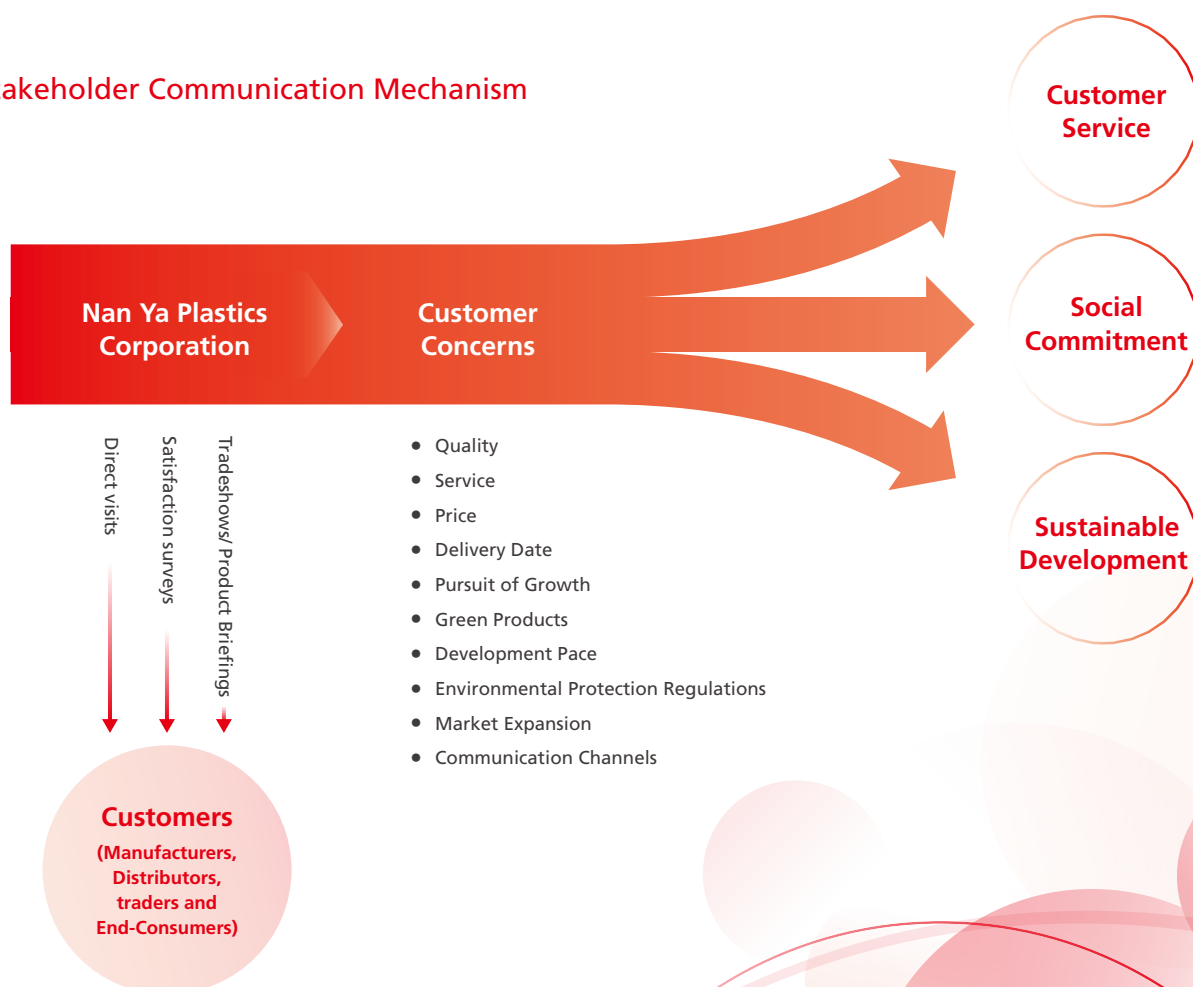 akeholder Communication Mechanism
Customer
Service
Nan Ya Plastics
Corporation
Customer
Concerns
Social
Commitment
Sustainable
Development
Direct visits
Satisfaction surveys
Tradeshows/ Product Briefings
• Quality
• Service
• Price
• Delivery Date
• Pursuit of Growth
• Green Products
• Development Pace
• Environmental Protection Regulations
• Market Expansion
• Communication Channels
Customers
(Manufacturers,
Distributors,
traders and
End-Consumers)